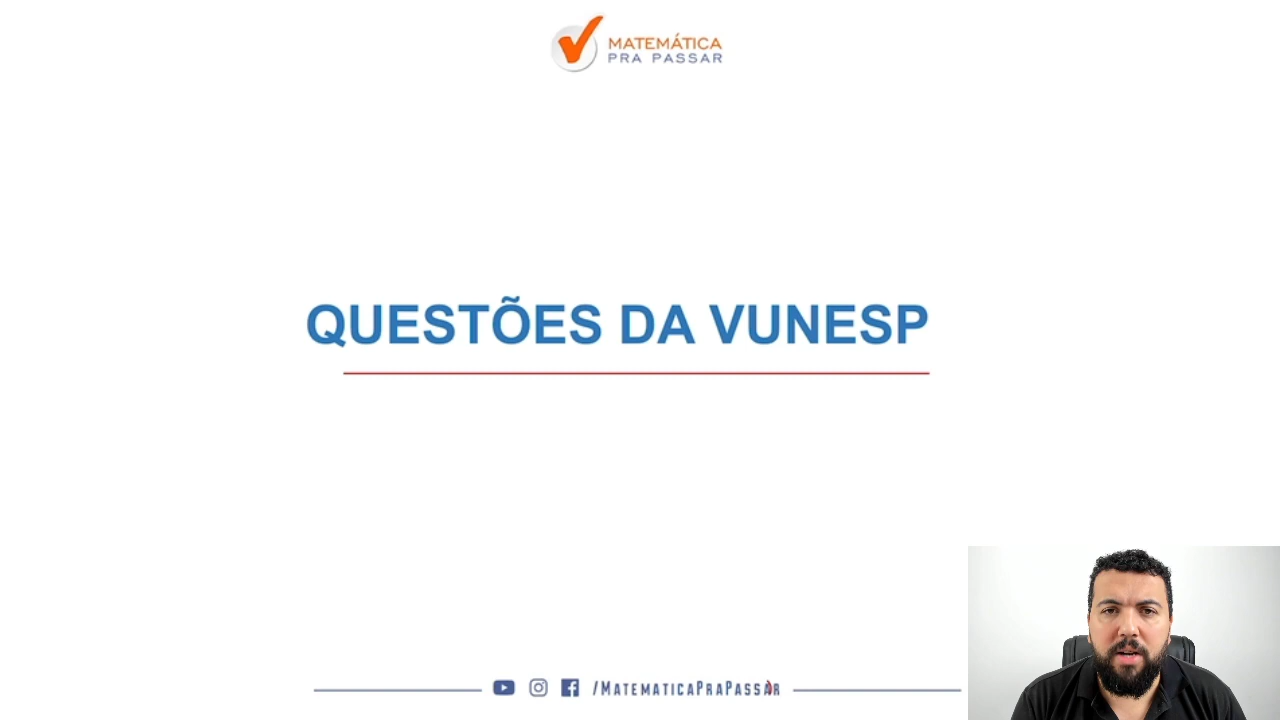 MATEMÁTICA
PRA PASSAR
QUESTÕES DA VUNESP
/MATEMATICAPRAPASSAR